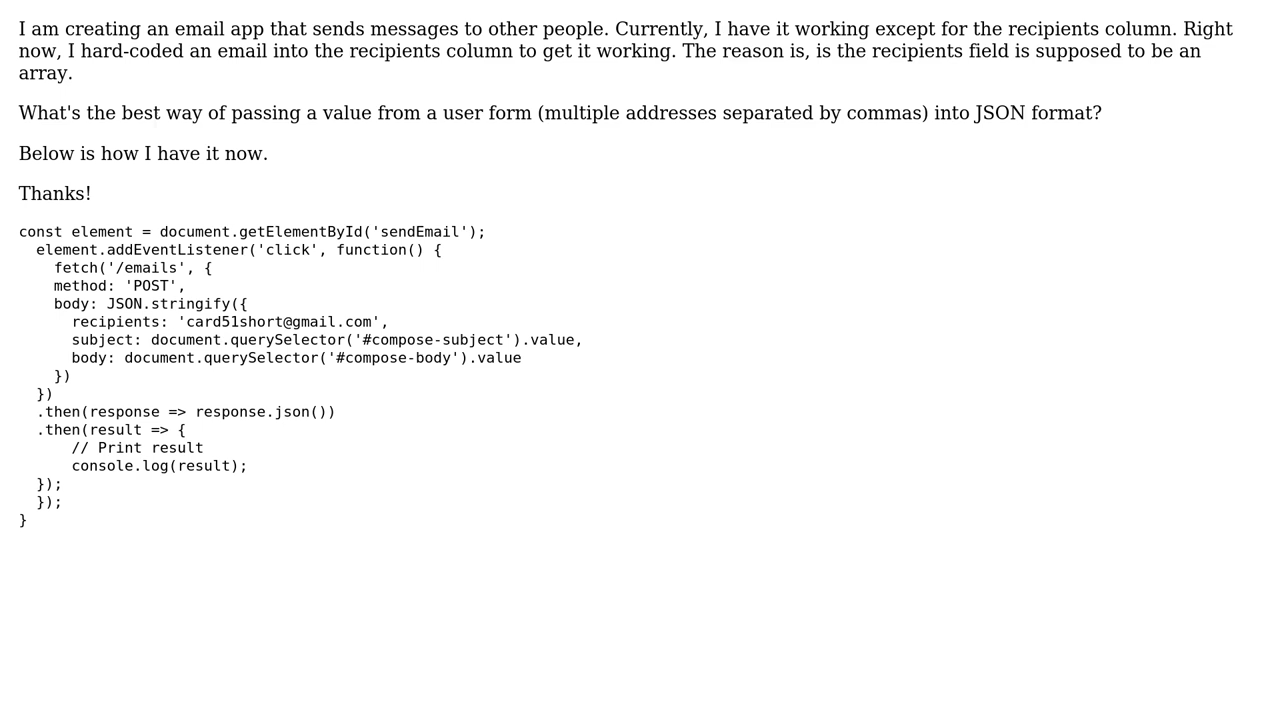 I am creating an email app that sends messages to other people. Currently, I have it working except for the recipients column. Right
now, I hard-coded an email into the recipients column to get it working. The reason is, is the recipients field is supposed to be an
array.
What's the best way of passing a value from a user form (multiple addresses separated by commas) into JSON format?
Below is how I have it now.
Thanks!
const element = document.getElementById('sendEmail');
  element.addEventListener('click', function() {
    fetch('/emails', {
    method: 'POST',
    body: JSON.stringify({
      recipients: 'card51short@gmail.com',
      subject: document.querySelector('#compose-subject').value,
      body: document.querySelector('#compose-body').value
    })
  })
  .then(response => response.json())
  .then(result => {
      // Print result
      console.log(result);
  });
  });
}